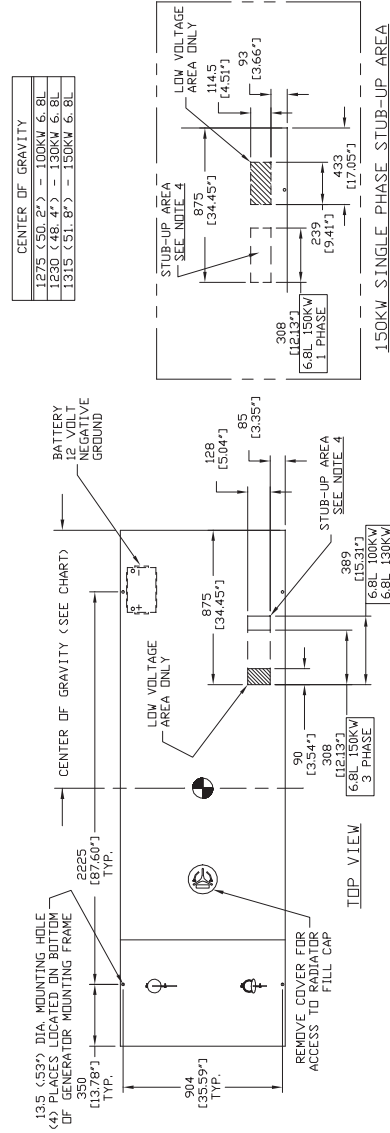 CENTER OF GRAVITY
1275 (50.2") - 100KW 6.8L
1230 (48.4") - 130KW 6.8L
1315 (51.8") - 150KW 6.8L
13.5 (.53") DIA. MOUNTING HOLE
(4) PLACES LOCATED ON BOTTOM
OF GENERATOR MOUNTING FRAME
350
[13.78"]
TYP.
2225
[87.60"]
TYP.
CENTER OF GRAVITY (SEE CHART)
BATTERY
12 VOLT
NEGATIVE
GROUND
904
[35.59"]
TYP.
REMOVE COVER FOR
ACCESS TO RADIATOR
FILL CAP
LOW VOLTAGE
AREA ONLY
875
[34.45"]
128
[5.04"]
85
[3.35"]
STUB-UP AREA
SEE NOTE 4
90
[3.54"]
308
[12.13"]
6.8L 150KW
3 PHASE
389
[15.31"]
6.8L 100KW
6.8L 130KW
TOP VIEW
STUB-UP AREA
SEE NOTE 4
875
[34.45"]
LOW VOLTAGE
AREA ONLY
114.5
[4.51"]
93
[3.66"]
308
[12.13"]
6.8L 150KW
1 PHASE
239
[9.41"]
433
[17.05"]
150KW SINGLE PHASE STUB-UP AREA